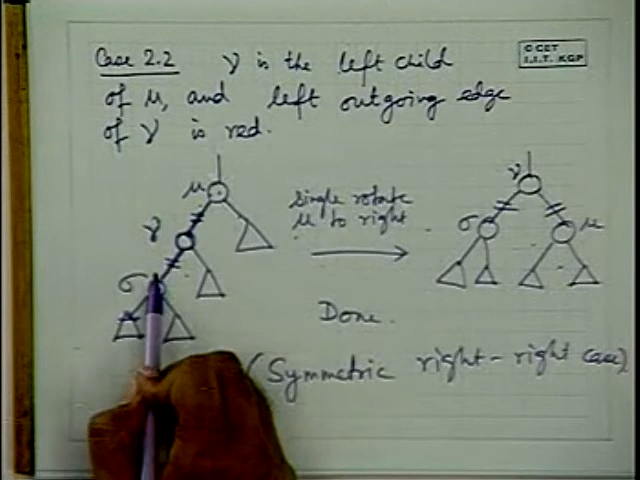 Case 2.2 γ is the left child
© CET
I.I.T. KGP
of μ, and left outgoing edge
of γ is red.
μ
γ
σ
single rotate
μ to right
γ
σ
μ
Done.
(Symmetric right-right case)